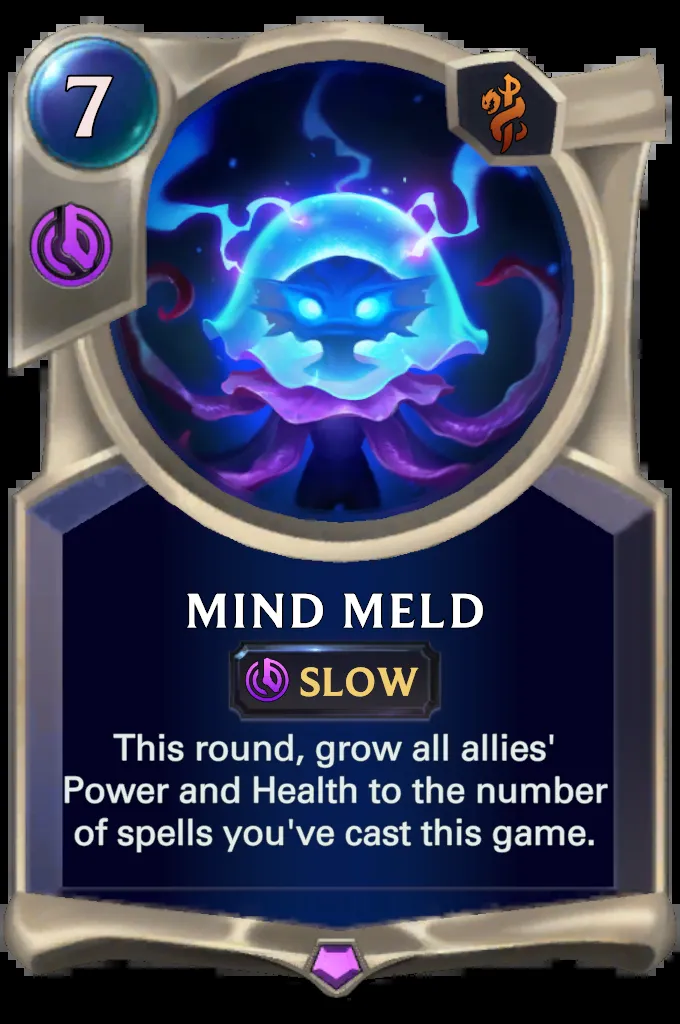 7
MIND MELD
SLOW
This round, grow all allies'
Power and Health to the number
of spells you've cast this game.